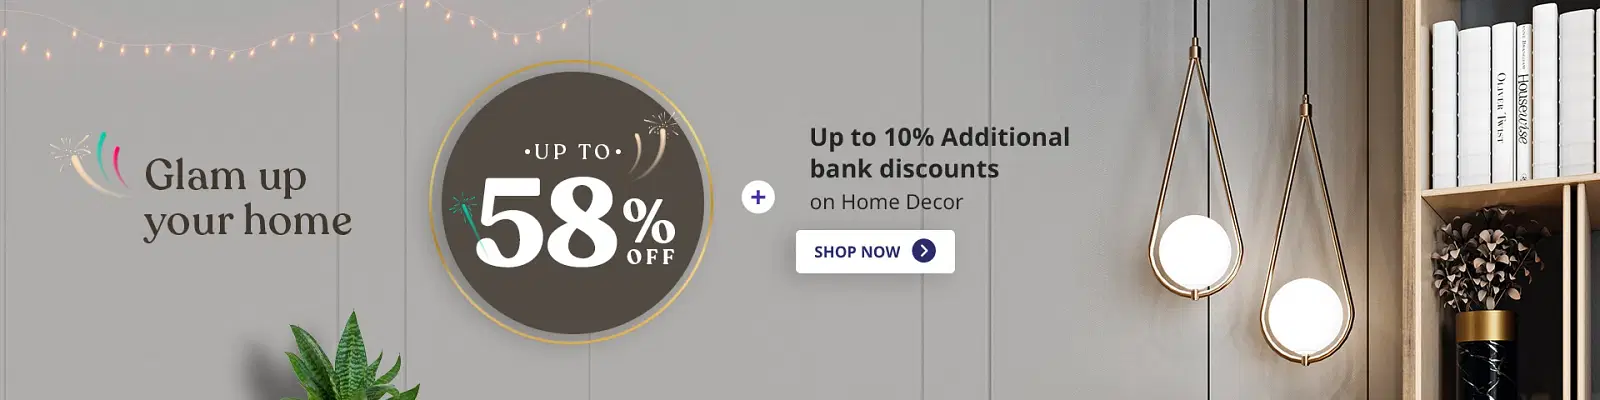 Glam up
your home
•UP TO•
58%
OFF
+
Up to 10% Additional
bank discounts
on Home Decor
SHOP NOW
OLIVER TWIST
Housewise